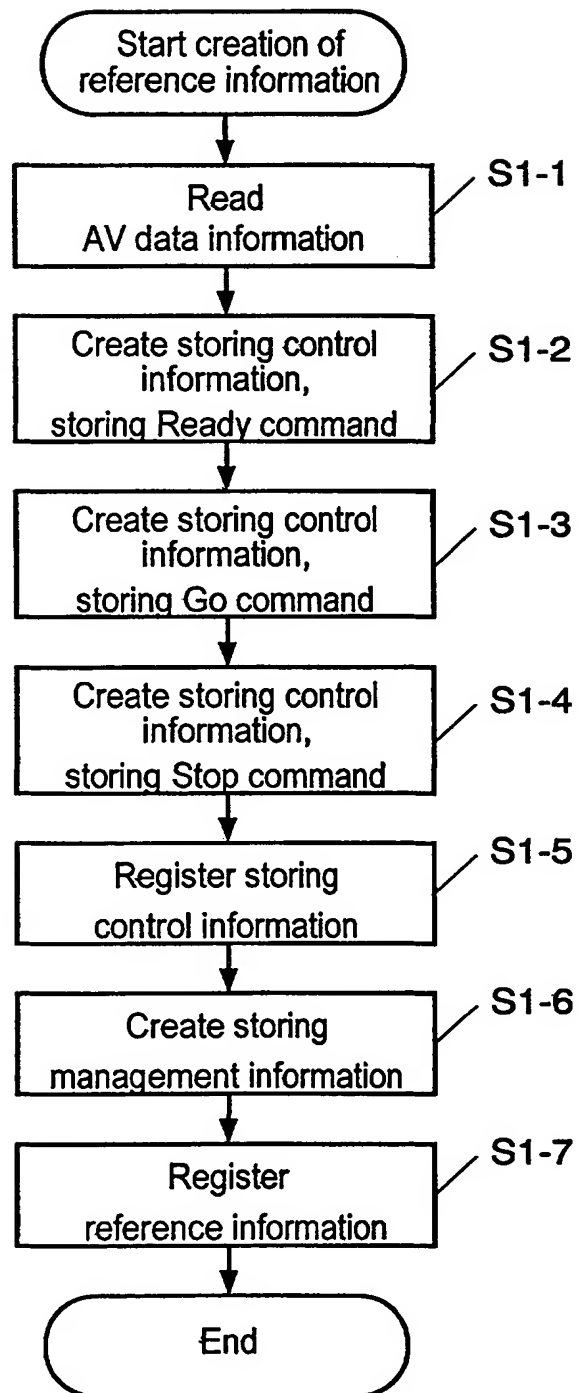 Start creation of
reference information
S1-1
Read
AV data information
S1-2
Create storing control
information,
storing Ready command
S1-3
Create storing control
information,
storing Go command
S1-4
Create storing control
information,
storing Stop command
S1-5
Register storing
control information
S1-6
Create storing
management information
S1-7
Register
reference information
End